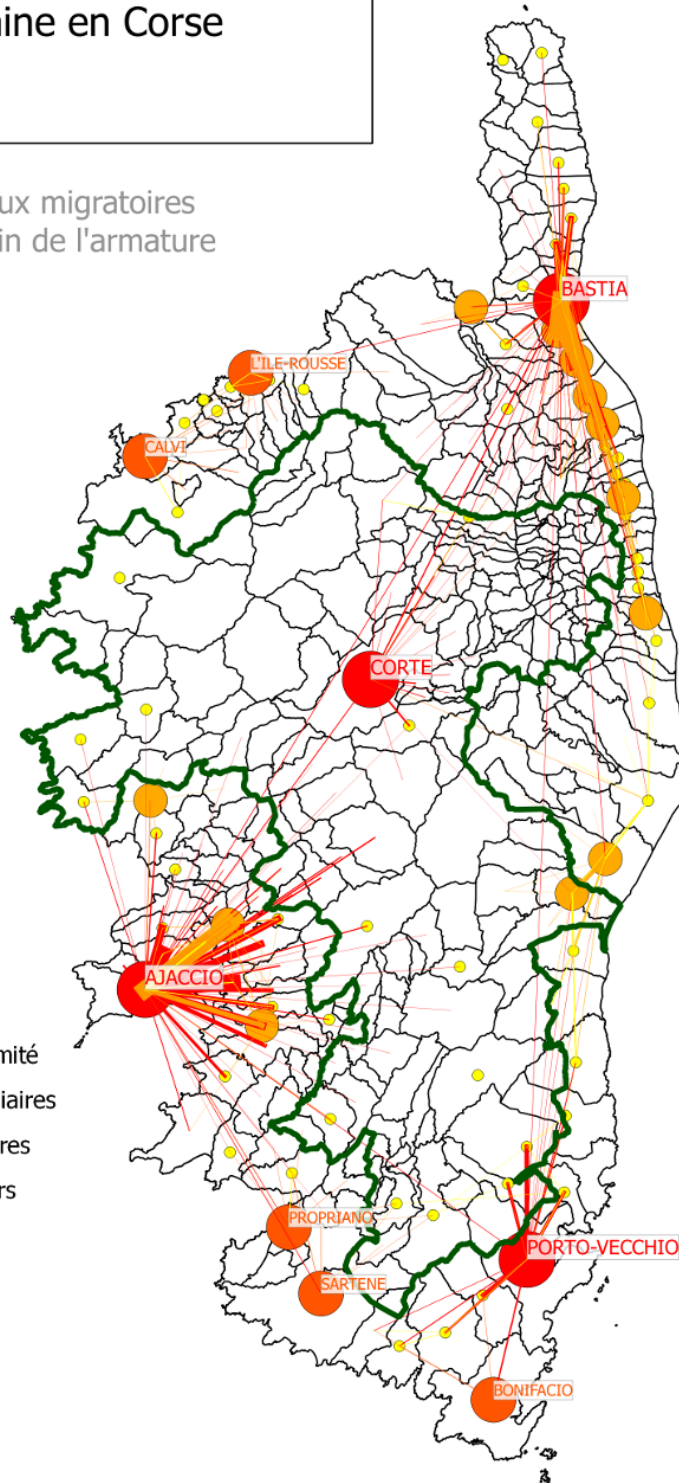 aine en Corse
ux migratoires
in de l'armature
BASTIA
L'ILE-ROUSSE
CALVI
CORTE
AJACCIO
mité
iaires
res
rs
PROPRIANO
PORTO-VECCHIO
SARTENE
BONIFACIO